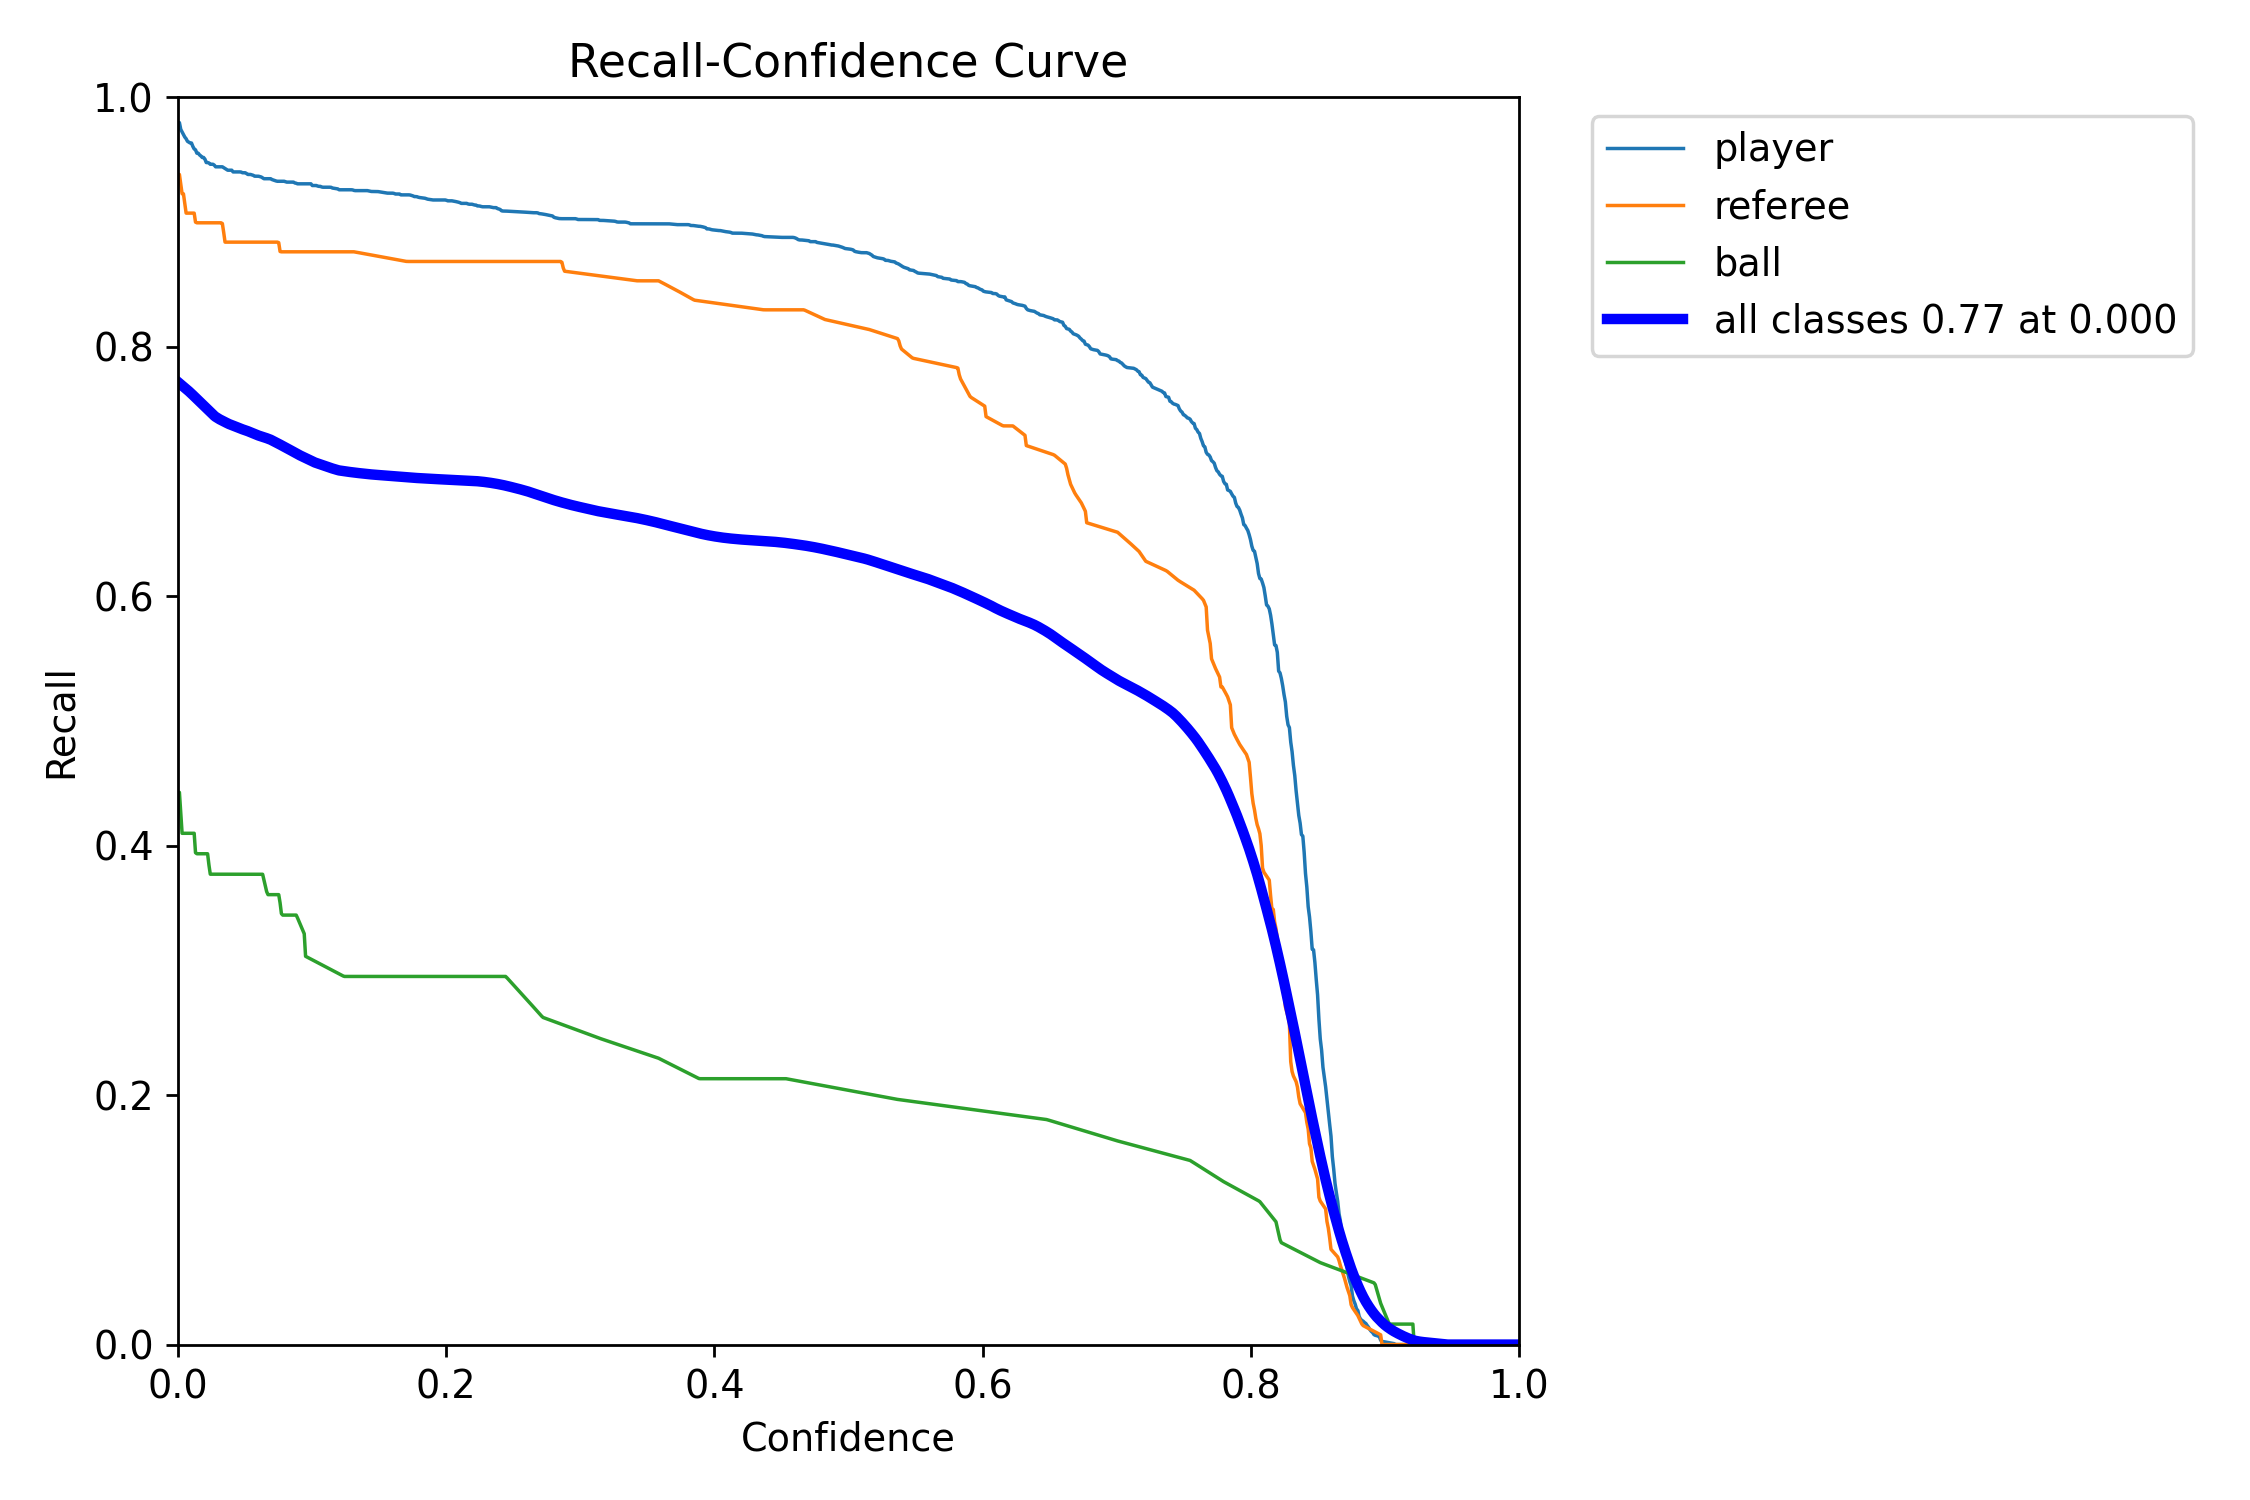 Recall-Confidence Curve
1.0
0.8
0.6
0.4
0.2
0.0
Recall
0.0 0.2 0.4 0.6 0.8 1.0
Confidence
player
referee
ball
all classes 0.77 at 0.000